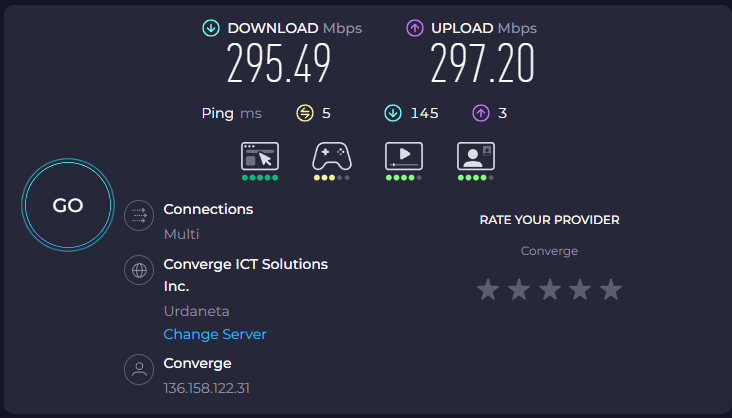 DOWNLOAD Mbps
295.49
UPLOAD Mbps
297.20
Ping ms 5 145 3
GO
Connections
Multi
Converge ICT Solutions
Inc.
Urdaneta
Change Server
Converge
136.158.122.31
RATE YOUR PROVIDER
Converge